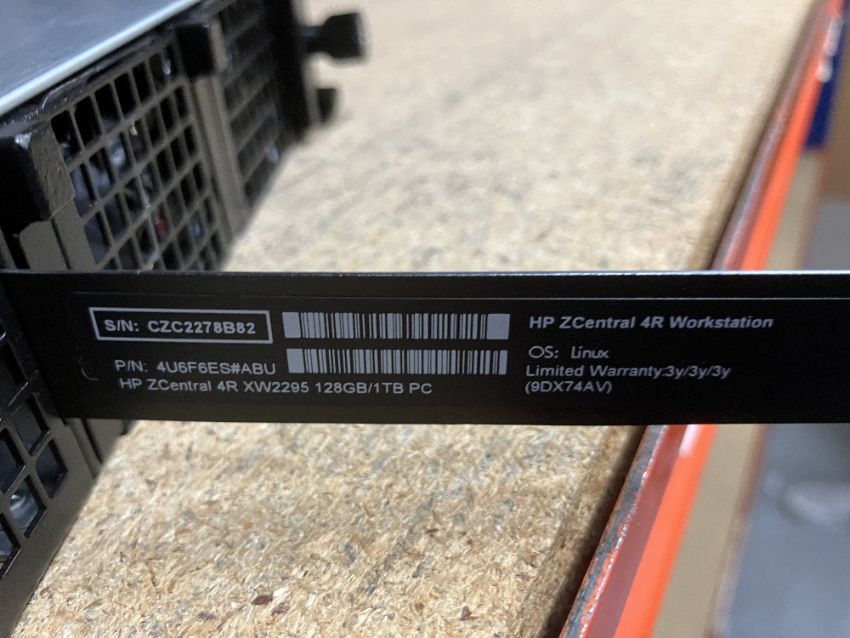 S/N: CZC2278B82
P/N: 4U6F6ES#ABU
HP ZCentral 4R XW2295 128GB/1TB PC
HP ZCentral 4R Workstation
OS: Linux
Limited Warranty:3y/3y/3y
(9DX74AV)